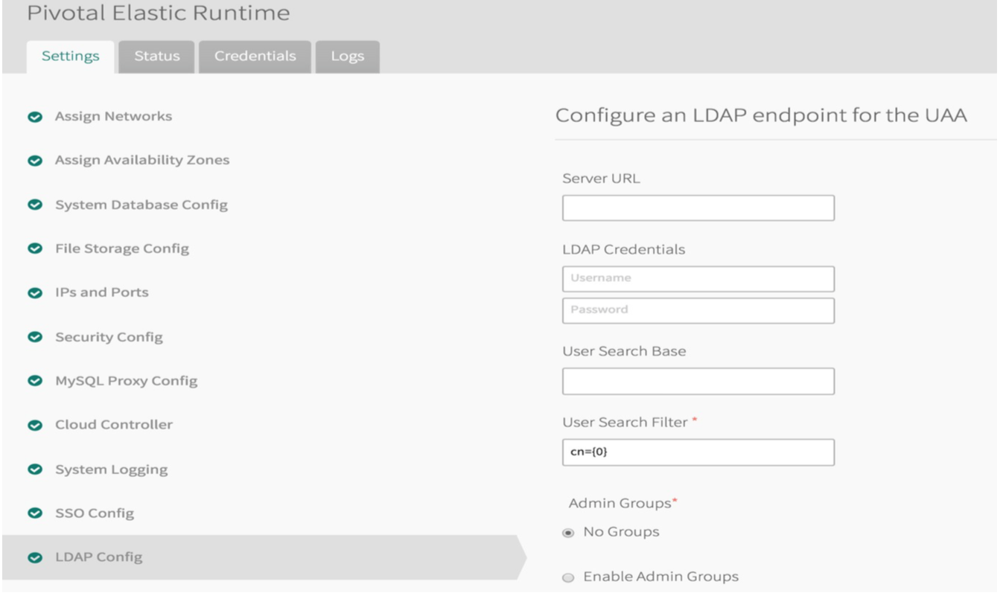 Pivotal Elastic Runtime
Settings Status Credentials Logs
Assign Networks
Assign Availability Zones
System Database Config
File Storage Config
IPs and Ports
Security Config
MySQL Proxy Config
Cloud Controller
System Logging
SSO Config
LDAP Config
Configure an LDAP endpoint for the UAA
Server URL
LDAP Credentials
Username
Password
User Search Base
User Search Filter *
cn={0}
Admin Groups*
No Groups
Enable Admin Groups